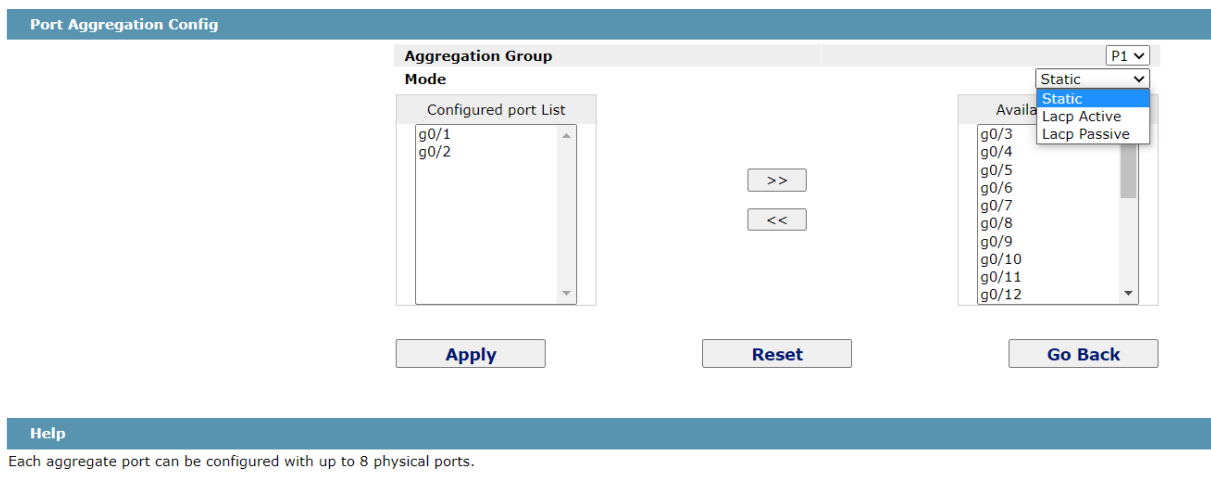 Port Aggregation Config
Aggregation Group P1
Mode Static
Configured port List Availa
Static
Lacp Active
Lacp Passive
g0/1
g0/2
>>
<<
g0/3
g0/4
g0/5
g0/6
g0/7
g0/8
g0/9
g0/10
g0/11
g0/12
Apply Reset Go Back
Help
Each aggregate port can be configured with up to 8 physical ports.